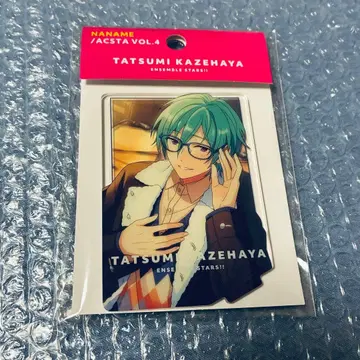 NANAME
/ACSTA VOL.4
TATSUMI KAZEHAYA
ENSEMBLE STARS!!
TATSUMI KAZEHAYA
ENSEMBLE STARS!!